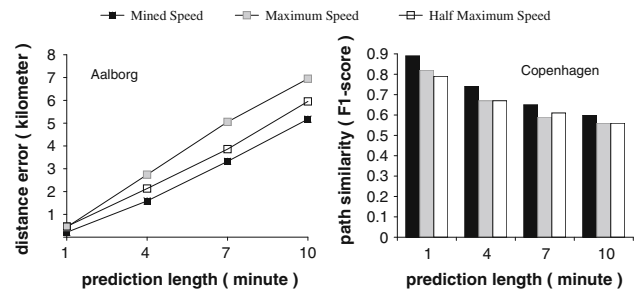 Mined Speed Maximum Speed Half Maximum Speed
distance error ( kilometer )
8
7
6
5
4
3
2
1
Aalborg
1 4 7 10
prediction length ( minute )
path similarity ( F1-score )
0.9
0.8
0.7
0.6
0.5
0.4
0.3
0.2
0.1
0
Copenhagen
1 4 7 10
prediction length ( minute )